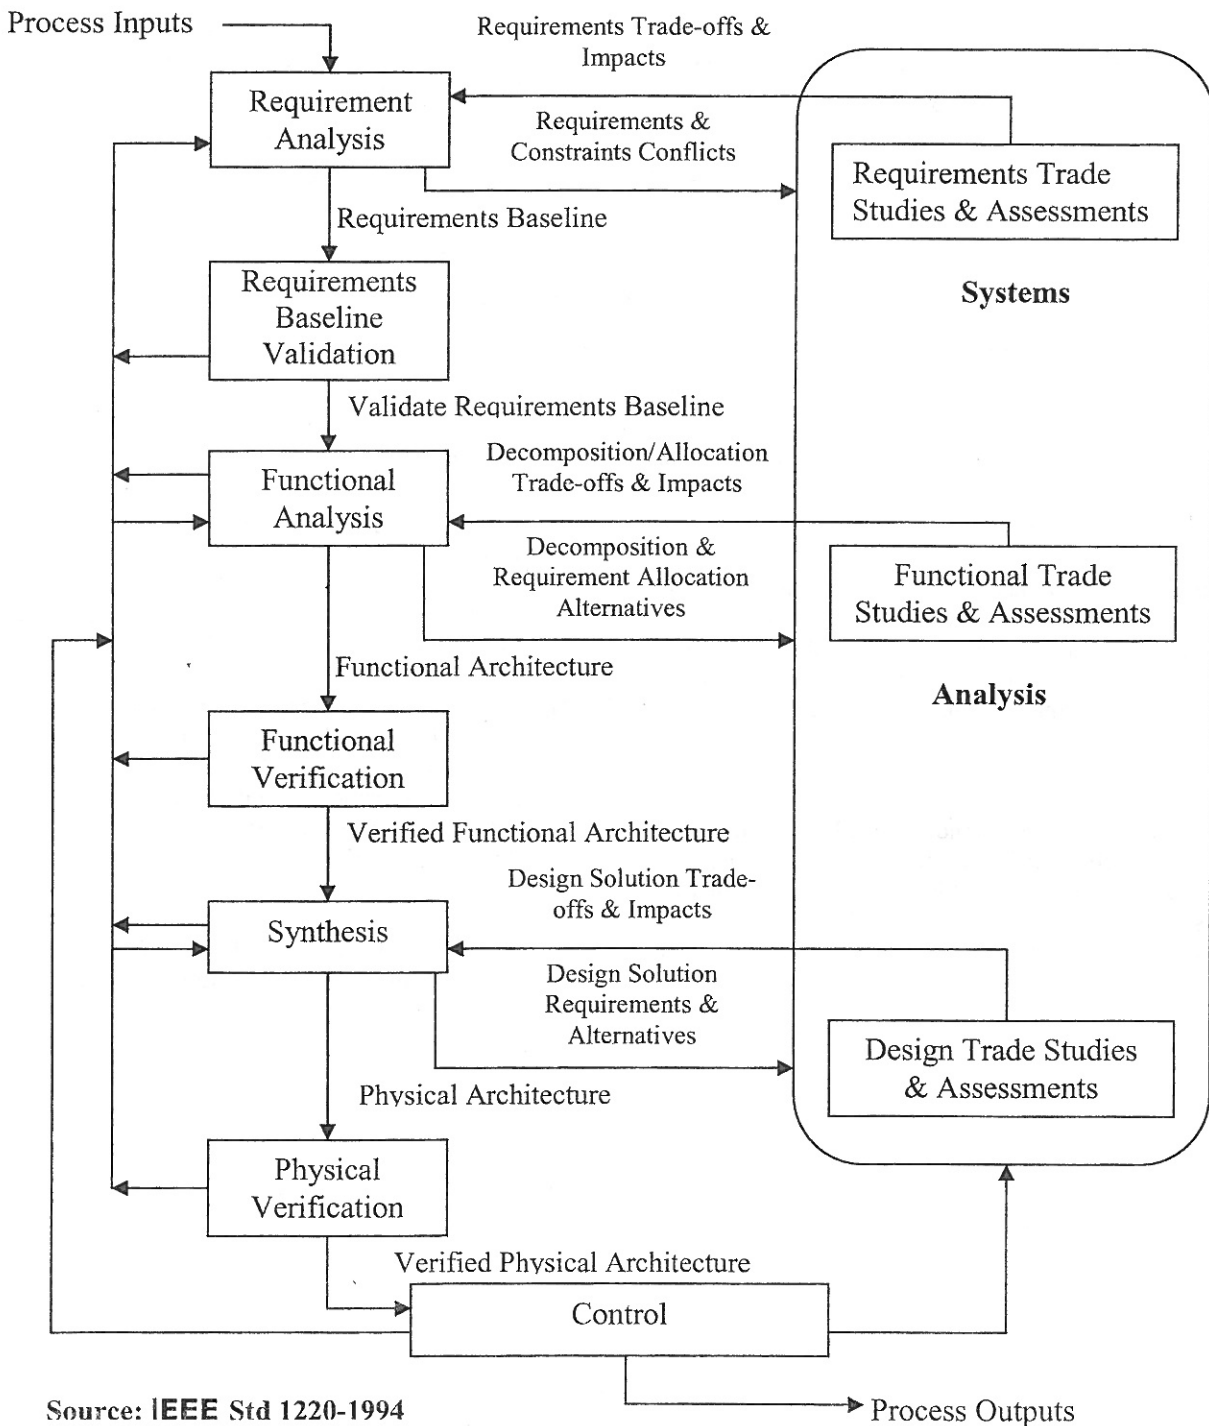 Process Inputs
Requirements Trade-offs &
Impacts
Requirement
Analysis
Requirements &
Constraints Conflicts
Requirements Trade
Studies & Assessments
Requirements Baseline
Systems
Requirements
Baseline
Validation
Validate Requirements Baseline
Decomposition/Allocation
Trade-offs & Impacts
Functional
Analysis
Decomposition &
Requirement Allocation
Alternatives
Functional Trade
Studies & Assessments
Functional Architecture
Analysis
Functional
Verification
Verified Functional Architecture
Design Solution Trade-
offs & Impacts
Synthesis
Design Solution
Requirements &
Alternatives
Design Trade Studies
& Assessments
Physical Architecture
Physical
Verification
Verified Physical Architecture
Control
Source: IEEE Std 1220-1994
Process Outputs